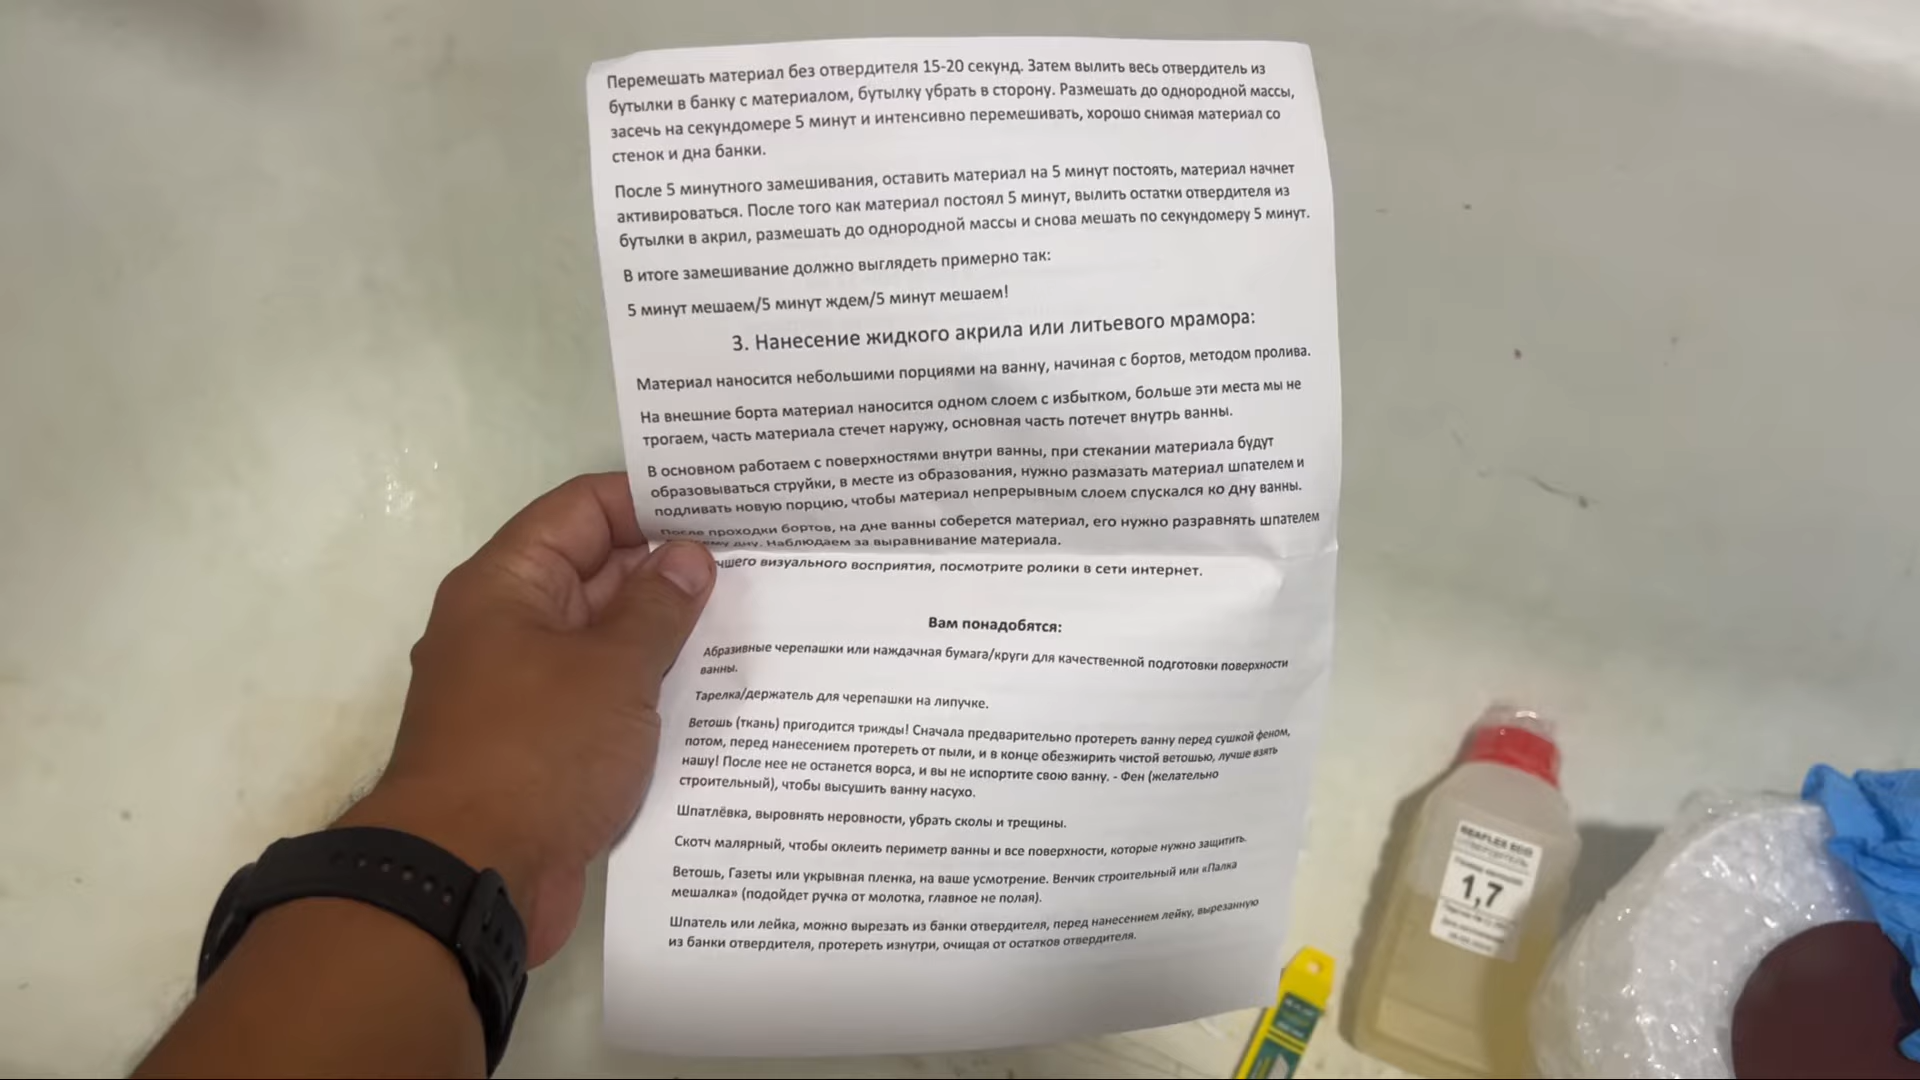 Перемешать материал без отвердителя 15-20 секунд. Затем вылить весь отвердитель из
бутылки в банку с материалом, бутылку убрать в сторону. Размешать до однородной массы,
засечь на секундомере 5 минут и интенсивно перемешивать, хорошо снимая материал со
стенок и дна банки.
После 5 минутного замешивания, оставить материал на 5 минут постоять, материал начнет
активироваться. После того как материал постоял 5 минут, вылить остатки отвердителя из
бутылки в акрил, размешать до однородной массы и снова мешать по секундомеру 5 минут.
В итоге замешивание должно выглядеть примерно так:
5 минут мешаем/5 минут ждем/5 минут мешаем!
3. Нанесение жидкого акрила или литьевого мрамора:
Материал наносится небольшими порциями на ванну, начиная с бортов, методом пролива.
На внешние борта материал наносится одном слоем с избытком, больше эти места мы не
трогаем, часть материала стечет наружу, основная часть потечет внутрь ванны.
В основном работаем с поверхностями внутри ванны, при стекании материала будут
образовываться струйки, в месте из образования, нужно размазать материал шпателем и
подливать новую порцию, чтобы материал непрерывным слоем спускался ко дну ванны.
После проходки бортов, на дне ванны соберется материал, его нужно разравнять шпателем
дну. Наблюдаем за выравнивание материала.
визуального восприятия, посмотрите ролики в сети интернет.
Вам понадобятся:
Абразивные черепашки или наждачная бумага/круги для качественной подготовки поверхности
ванны.
Тарелка/держатель для черепашки на липучке.
Ветошь (ткань) пригодится трижды! Сначала предварительно протереть ванну перед сушкой феном,
потом, перед нанесением протереть от пыли, и в конце обезжирить чистой ветошью, лучше взять
нашу! После нее не останется ворса, и вы не испортите свою ванну. - Фен (желательно
строительный), чтобы высушить ванну насухо.
Шпатлёвка, выровнять неровности, убрать сколы и трещины.
Скотч малярный, чтобы оклеить периметр ванны и все поверхности, которые нужно защитить.
Ветошь, Газеты или укрывная пленка, на ваше усмотрение. Венчик строительный или «Палка
мешалка» (подойдет ручка от молотка, главное не полая).
Шпатель или лейка, можно вырезать из банки отвердителя, перед нанесением лейку, вырезанную
из банки отвердителя, протереть изнутри, очищая от остатков отвердителя.
ОТВЕРДИТЕЛЬ
1,7